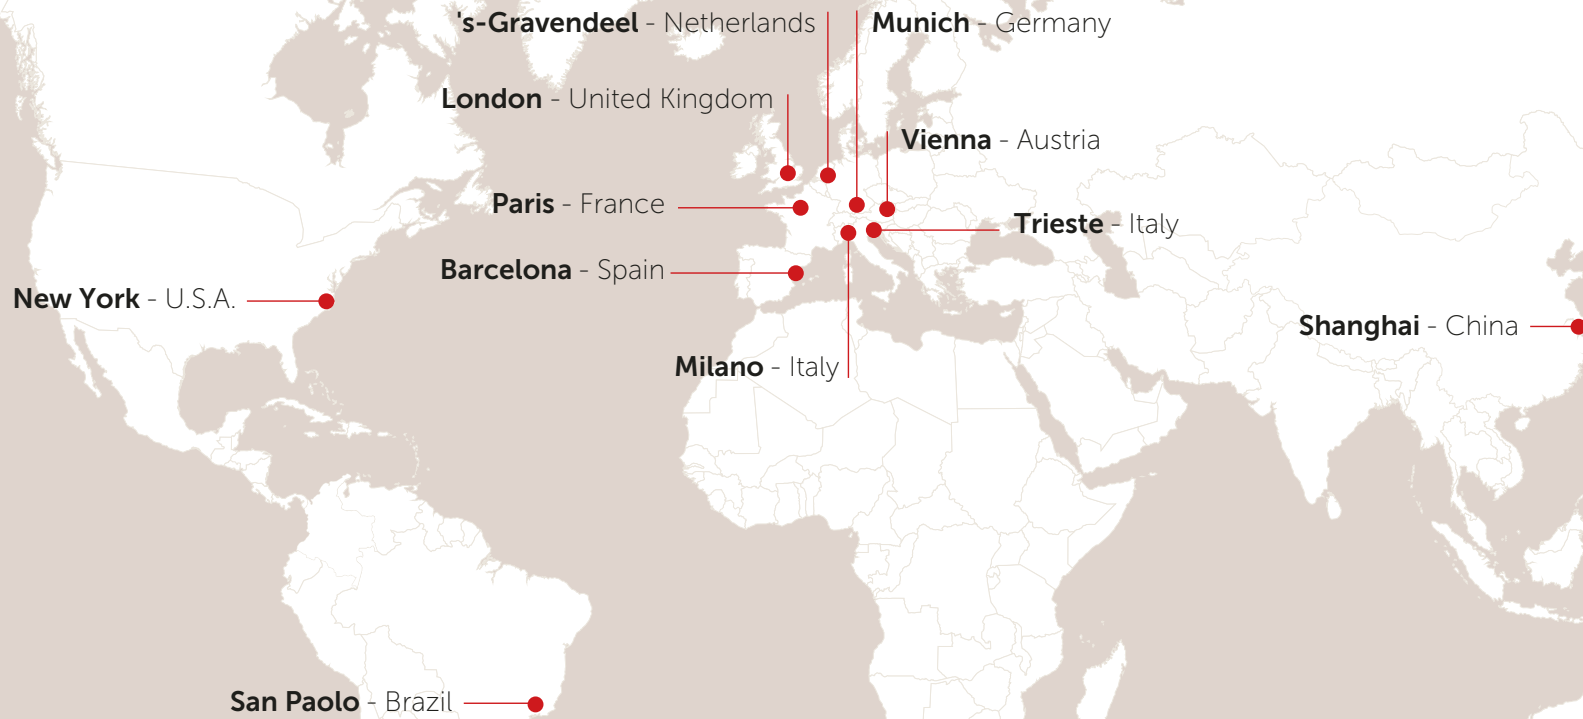 's-Gravendeel - Netherlands
Munich - Germany
London - United Kingdom
Vienna - Austria
Paris - France
Trieste - Italy
Barcelona - Spain
New York - U.S.A.
Shanghai - China
Milano - Italy
San Paolo - Brazil